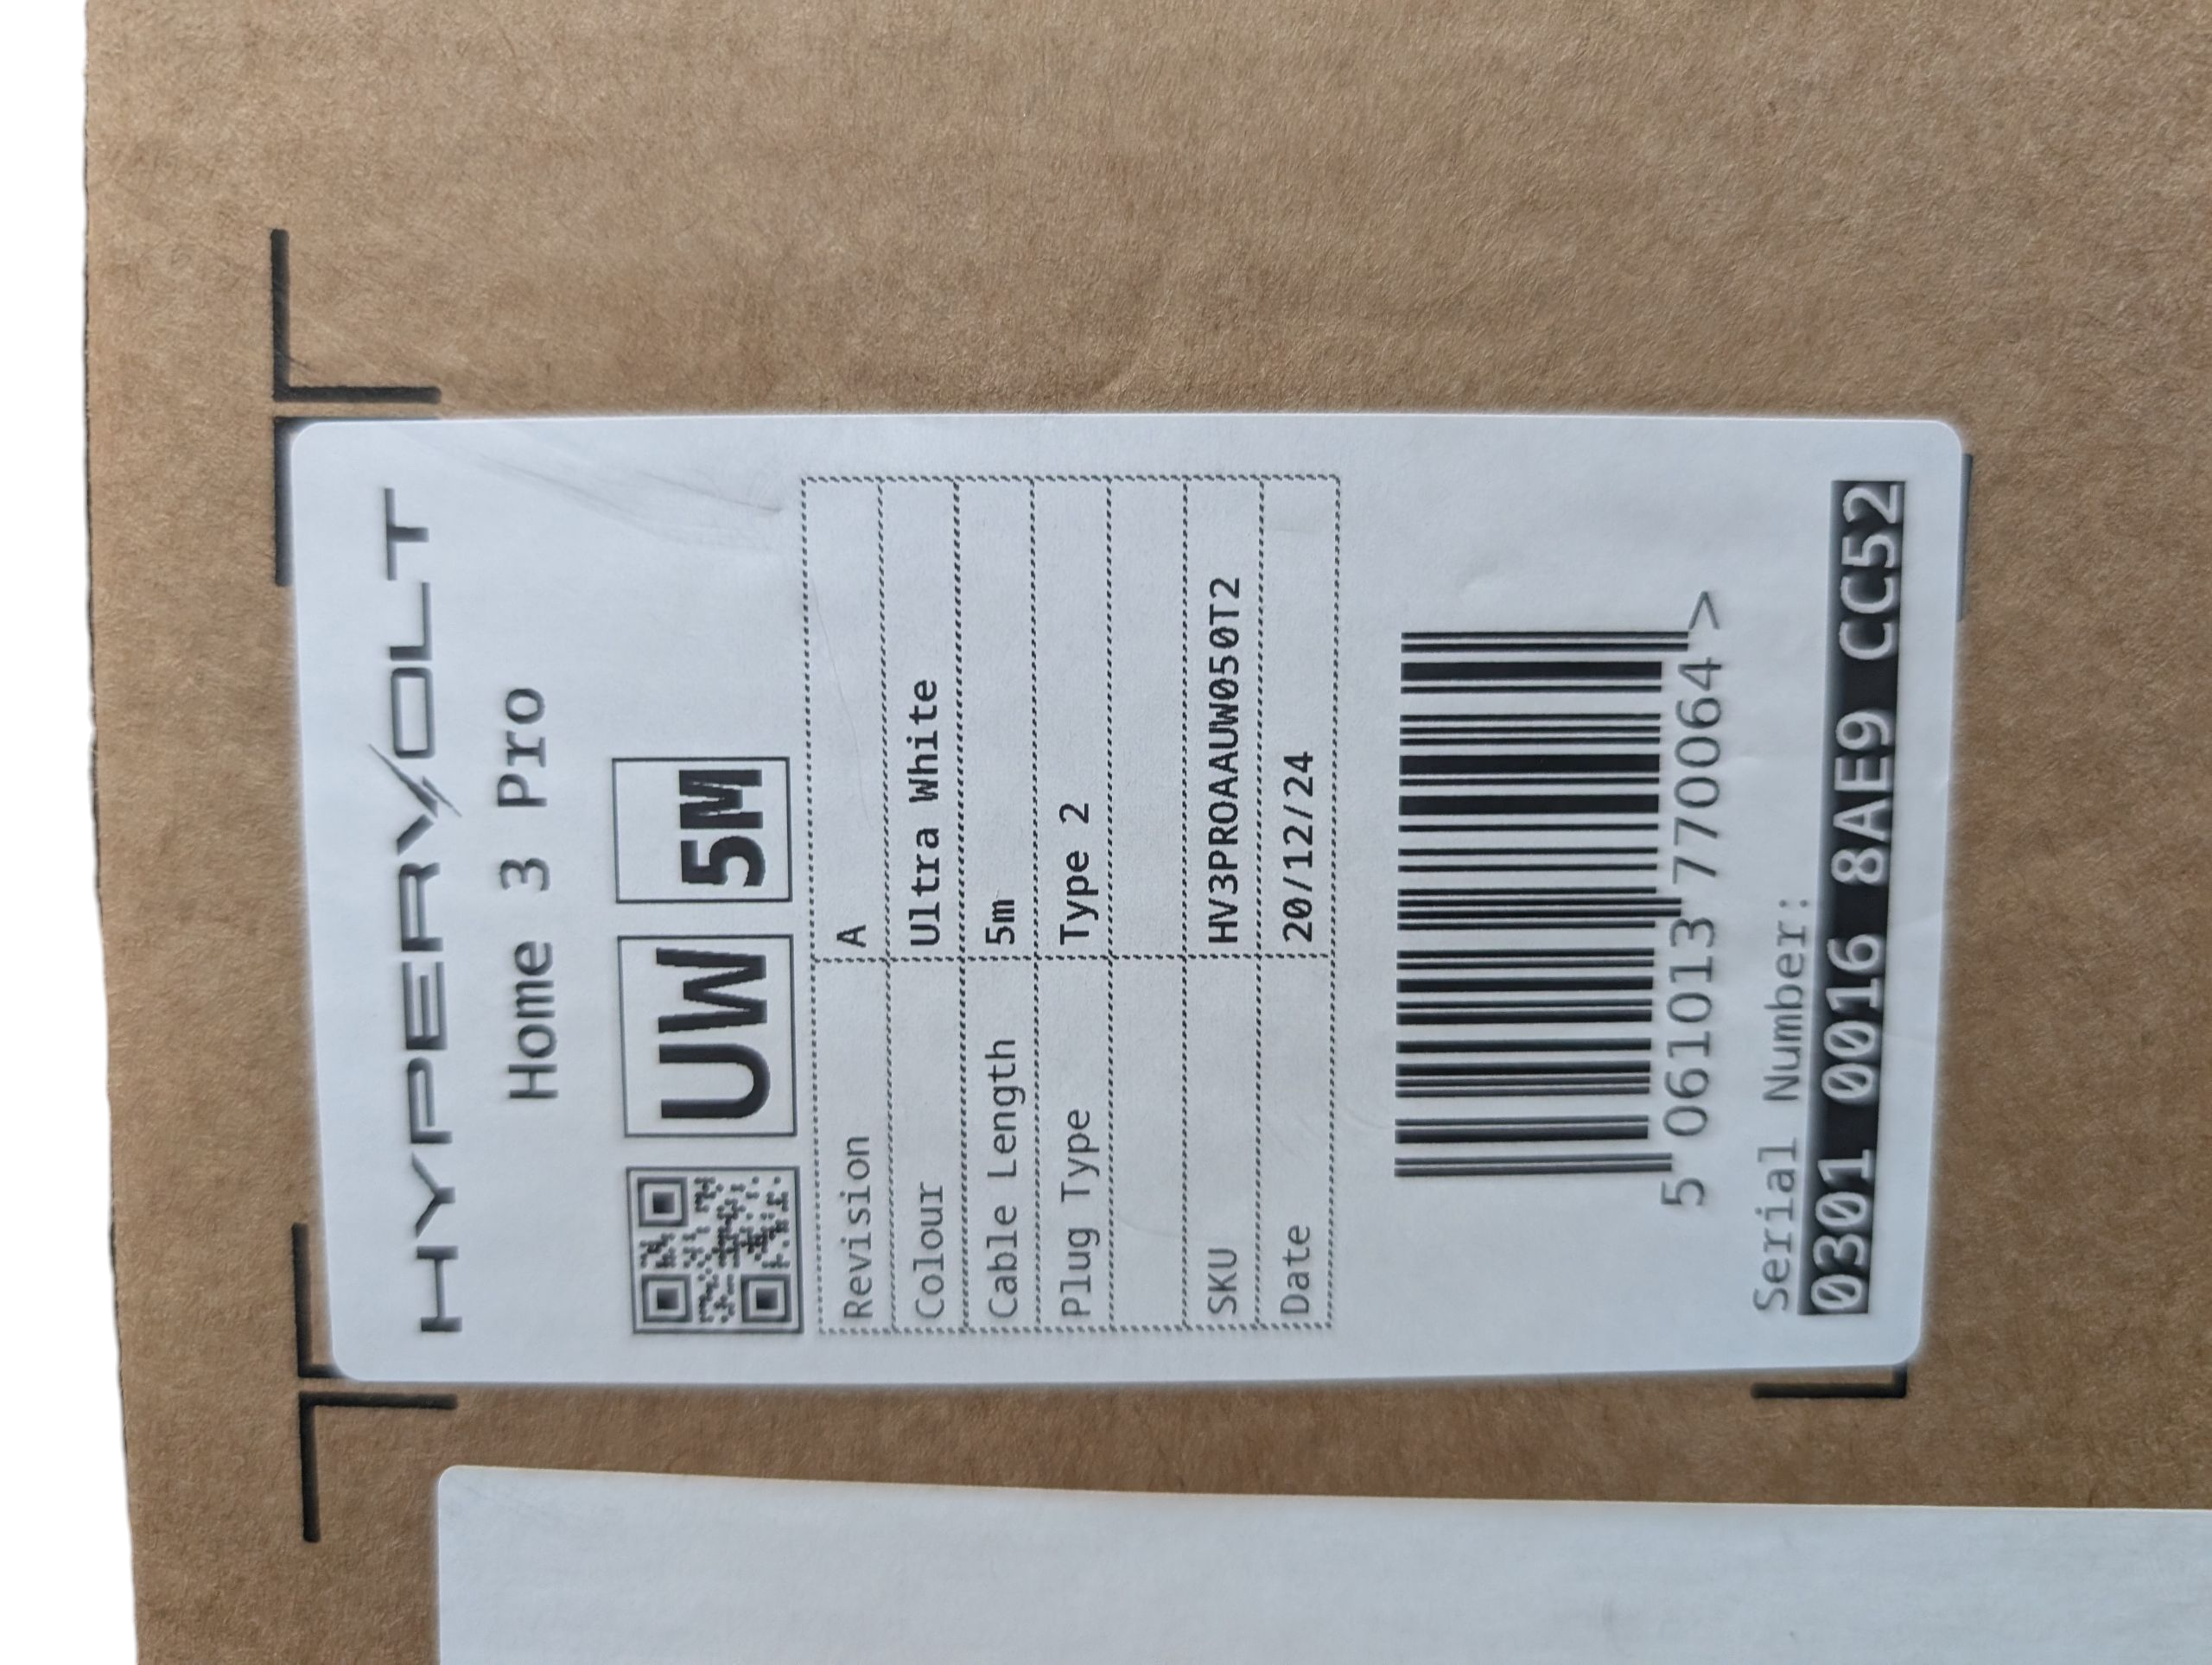 HYPERVOLT
Home 3 Pro
UW 5M
Revision A
Colour Ultra White
Cable Length 5m
Plug Type Type 2
SKU HV3PROAAUW050T2
Date 20/12/24
5 061013 770064 >
Serial Number:
0301 0016 8AE9 CC52